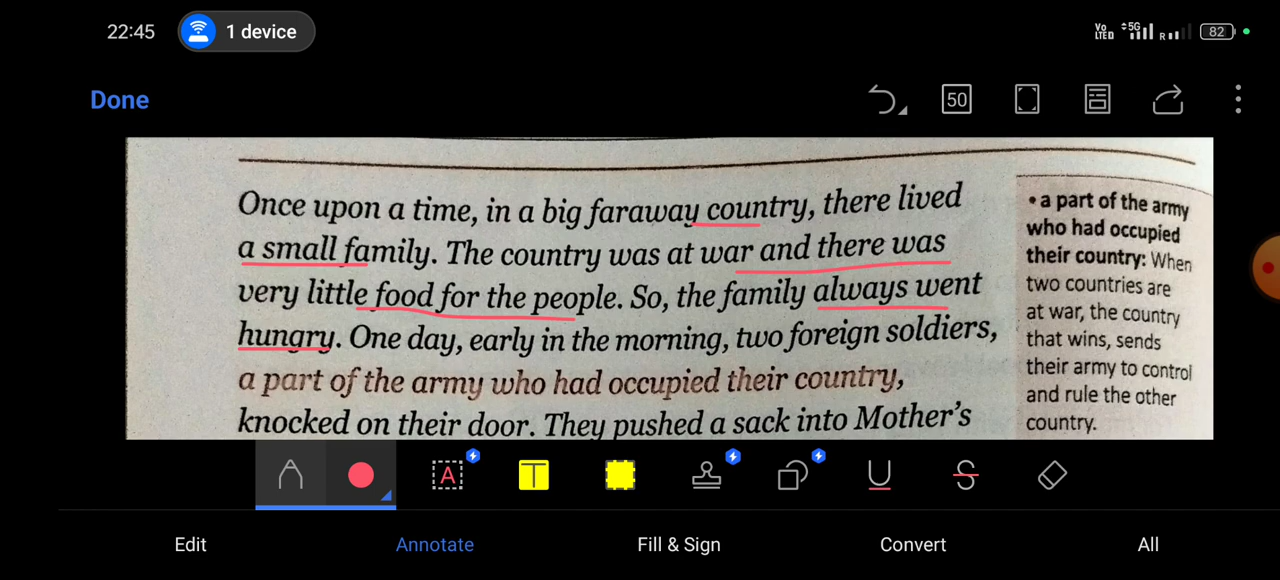 22:45
1 device
Vo
LTE
5G
R
82
Done
50
Once upon a time, in a big faraway country, there lived
a small family. The country was at war and there was
very little food for the people. So, the family always went
hungry. One day, early in the morning, two foreign soldiers,
a part of the army who had occupied their country,
knocked on their door. They pushed a sack into Mother's
• a part of the army
who had occupied
their country: When
two countries are
at war, the country
that wins, sends
their army to control
and rule the other
country.
A
T
U
S
Edit
Annotate
Fill & Sign
Convert
All